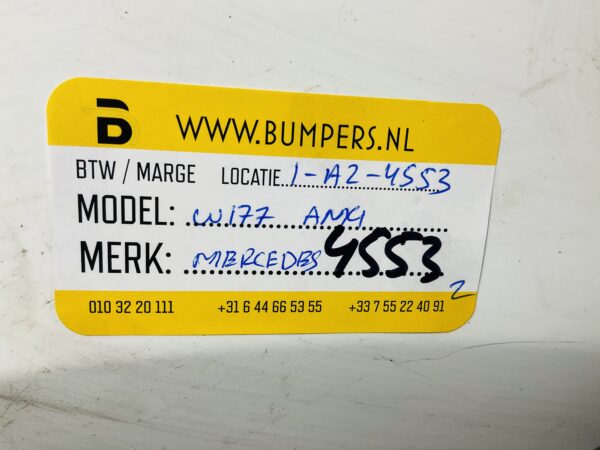 B WWW.BUMPERS.NL
BTW / MARGE LOCATIE 1-A2-4553
MODEL: W177 AMG
MERK: MERCEDES 4553
2
010 32 20 111 +31 6 44 66 53 55 +33 7 55 22 40 91